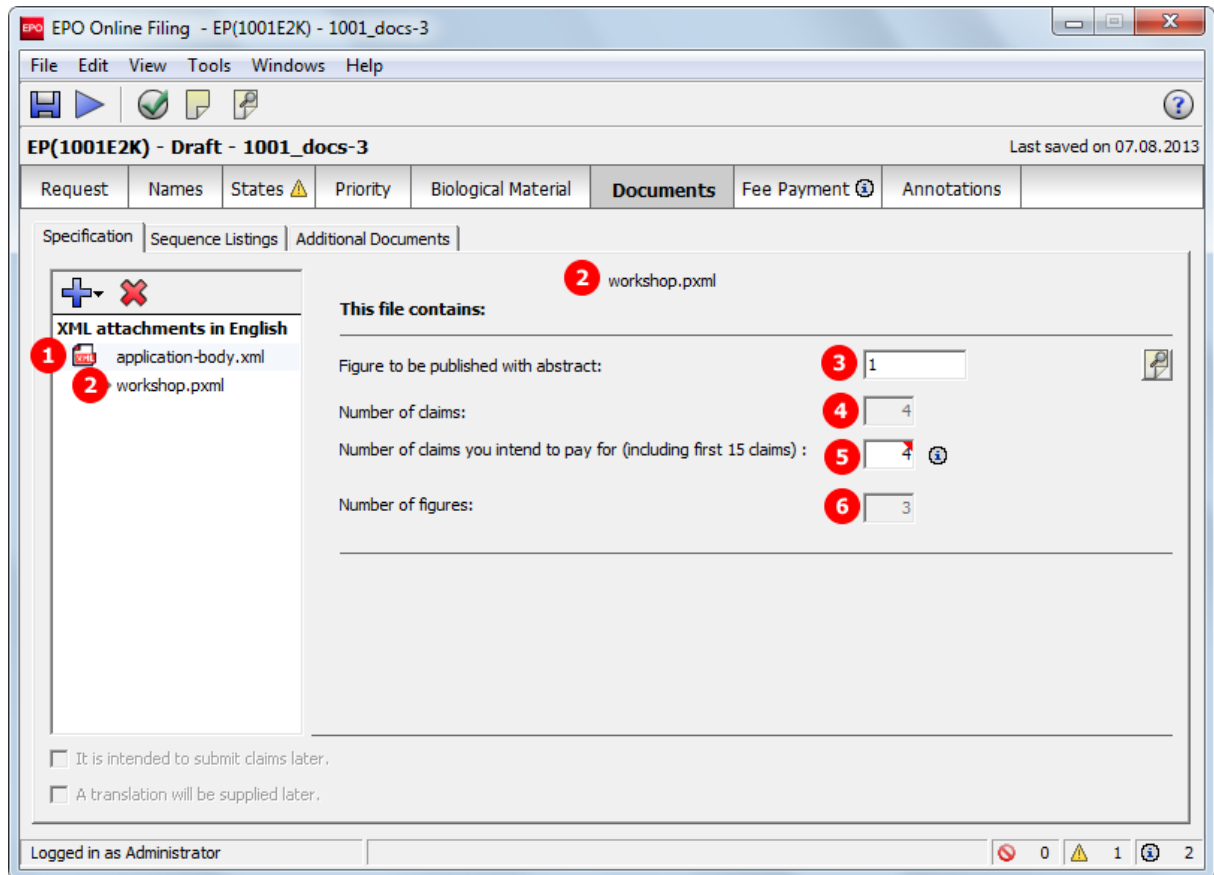 EPO EPO Online Filing - EP(1001E2K) - 1001_docs-3
File Edit View Tools Windows Help
EP(1001E2K) - Draft - 1001_docs-3 Last saved on 07.08.2013
Request Names States Priority Biological Material Documents Fee Payment Annotations
Specification Sequence Listings Additional Documents
2 workshop.pxml
This file contains:
XML attachments in English
1 XML application-body.xml
2 workshop.pxml
Figure to be published with abstract: 3 1
Number of claims: 4 4
Number of claims you intend to pay for (including first 15 claims) : 5 4
Number of figures: 6 3
It is intended to submit claims later.
A translation will be supplied later.
Logged in as Administrator 0 1 2